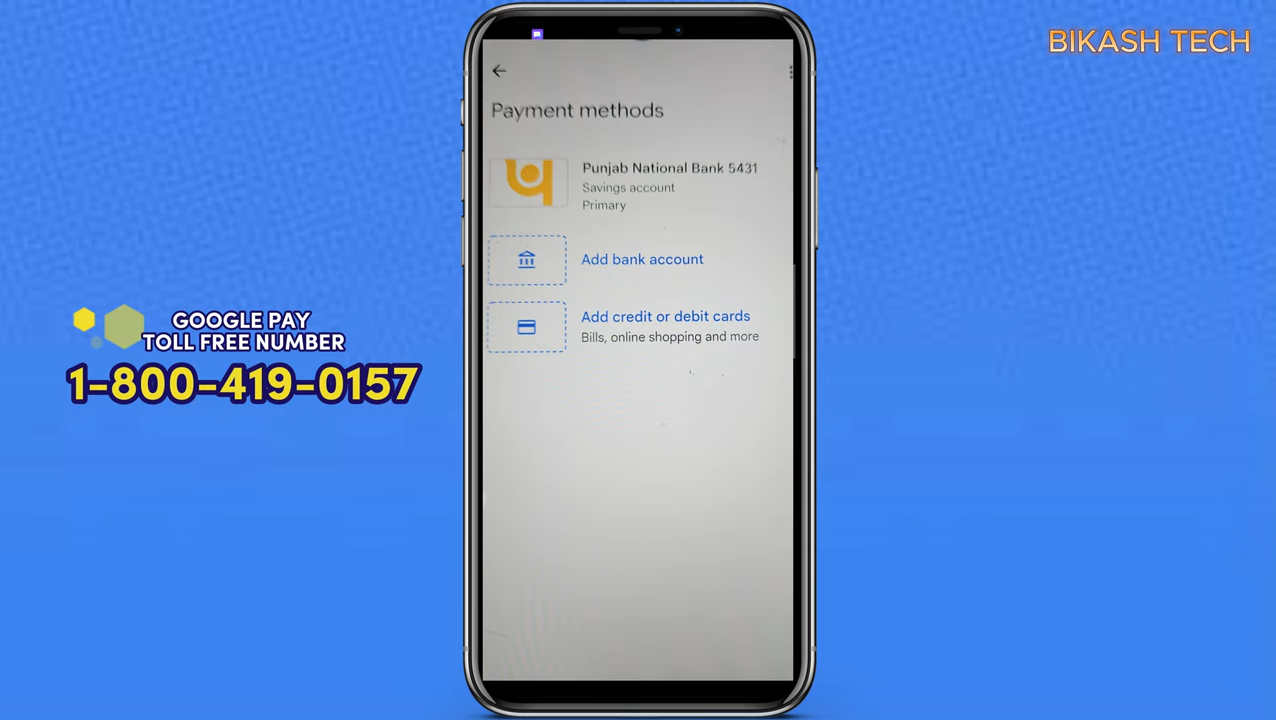 BIKASH TECH
Payment methods
Punjab National Bank 5431
Savings account
Primary
Add bank account
Add credit or debit cards
Bills, online shopping and more
GOOGLE PAY
TOLL FREE NUMBER
1-800-419-0157